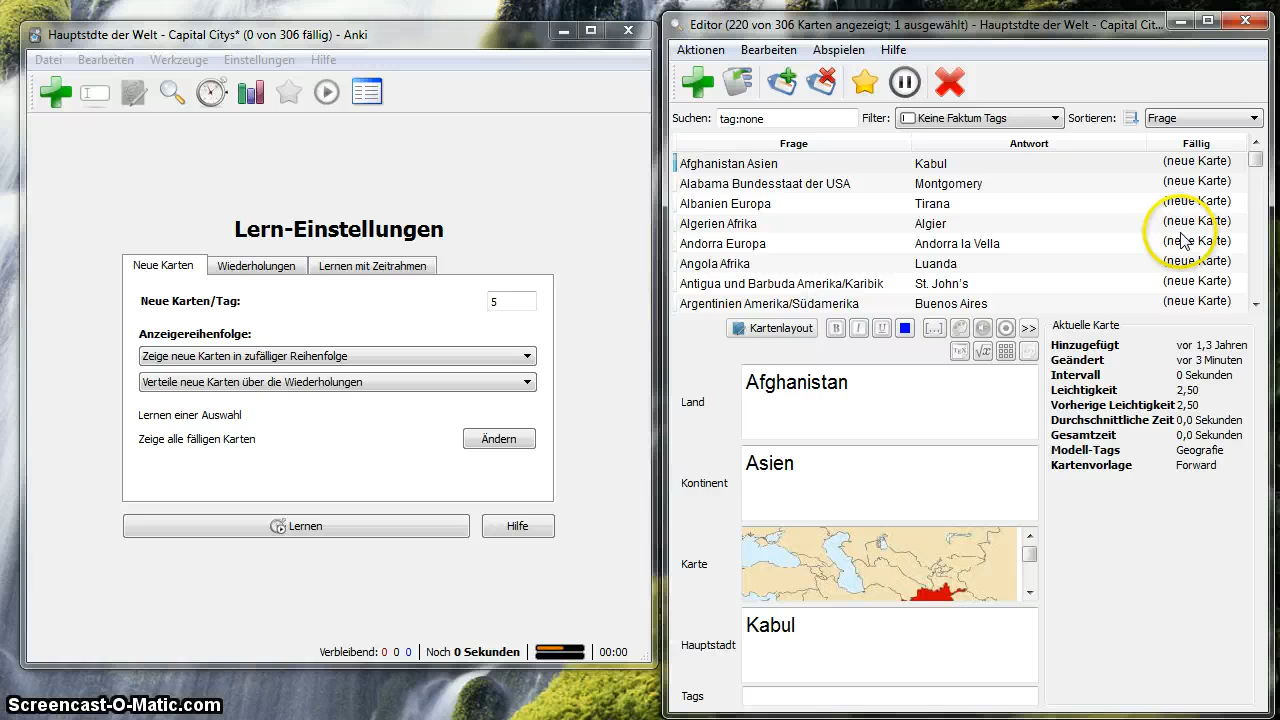 Hauptstdte der Welt - Capital Citys* (0 von 306 fällig) - Anki
Datei Bearbeiten Werkzeuge Einstellungen Hilfe
Lern-Einstellungen
Neue Karten Wiederholungen Lernen mit Zeitrahmen
Neue Karten/Tag: 5
Anzeigereihenfolge:
Zeige neue Karten in zufälliger Reihenfolge
Verteile neue Karten über die Wiederholungen
Lernen einer Auswahl
Zeige alle fälligen Karten Ändern
Lernen Hilfe
Verbleibend: 0 0 0 Noch 0 Sekunden 00:00
Editor (220 von 306 Karten angezeigt; 1 ausgewählt) - Hauptstdte der Welt - Capital Cit...
Aktionen Bearbeiten Abspielen Hilfe
Suchen: tag:none Filter: Keine Faktum Tags Sortieren: Frage
Frage Antwort Fällig
Afghanistan Asien Kabul (neue Karte)
Alabama Bundesstaat der USA Montgomery (neue Karte)
Albanien Europa Tirana (neue Karte)
Algerien Afrika Algier (neue Karte)
Andorra Europa Andorra la Vella (neue Karte)
Angola Afrika Luanda (neue Karte)
Antigua und Barbuda Amerika/Karibik St. John's (neue Karte)
Argentinien Amerika/Südamerika Buenos Aires (neue Karte)
Kartenlayout B I U [...] >>
TEX √x
Land Afghanistan
Kontinent Asien
Karte
Hauptstadt Kabul
Tags
Aktuelle Karte
Hinzugefügt vor 1,3 Jahren
Geändert vor 3 Minuten
Intervall 0 Sekunden
Leichtigkeit 2,50
Vorherige Leichtigkeit 2,50
Durchschnittliche Zeit 0,0 Sekunden
Gesamtzeit 0,0 Sekunden
Modell-Tags Geografie
Kartenvorlage Forward
Screencast-O-Matic.com